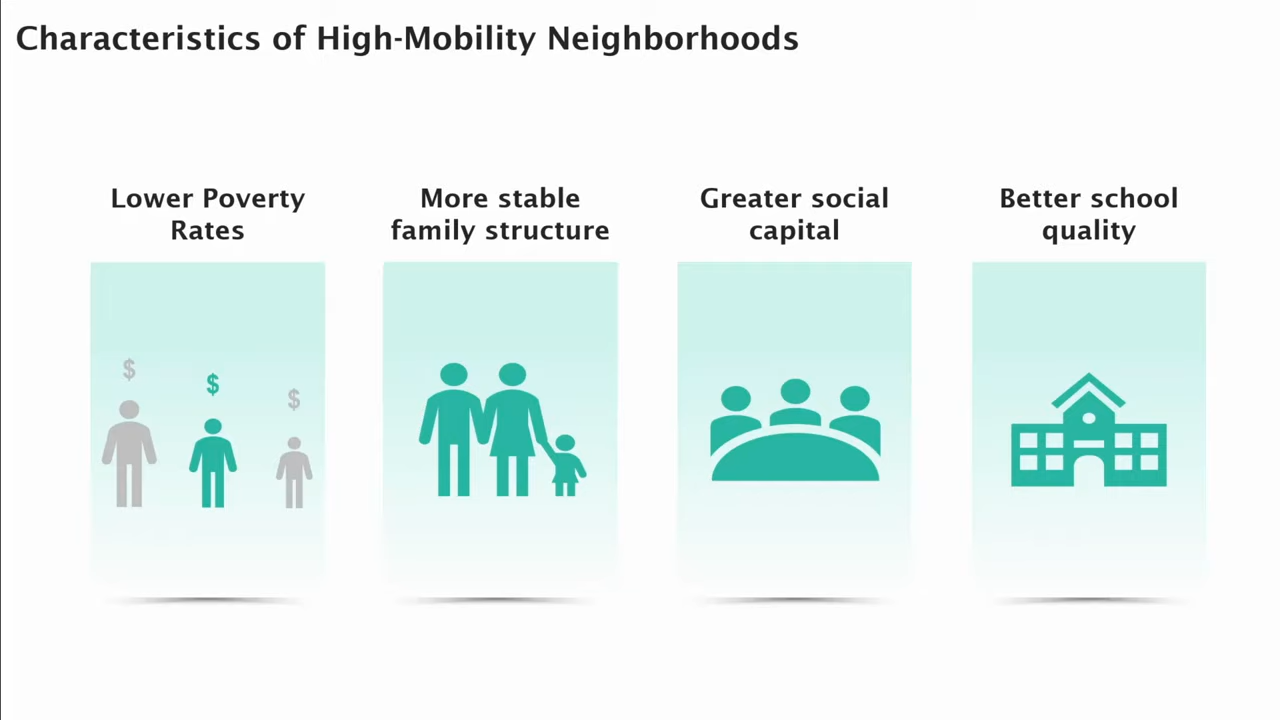 Characteristics of High-Mobility Neighborhoods
Lower Poverty
Rates
More stable
family structure
Greater social
capital
Better school
quality
$
$
$